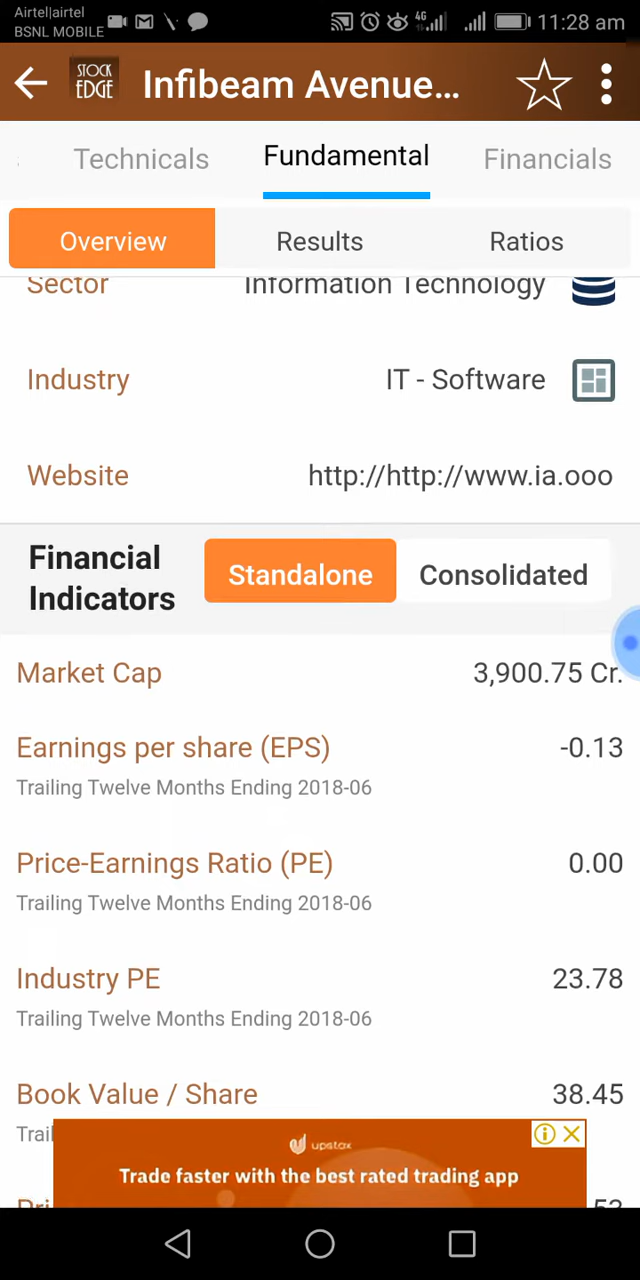 Airtel|airtel
BSNL MOBILE
4G
11:28 am
STOCK
EDGE
Infibeam Avenue...
Technicals
Fundamental
Financials
Overview
Results
Ratios
Sector
Information Technology
Industry
IT - Software
Website
http://http://www.ia.ooo
Financial
Indicators
Standalone
Consolidated
Market Cap
3,900.75 Cr.
Earnings per share (EPS)
-0.13
Trailing Twelve Months Ending 2018-06
Price-Earnings Ratio (PE)
0.00
Trailing Twelve Months Ending 2018-06
Industry PE
23.78
Trailing Twelve Months Ending 2018-06
Book Value / Share
38.45
Trail
upstox
Trade faster with the best rated trading app